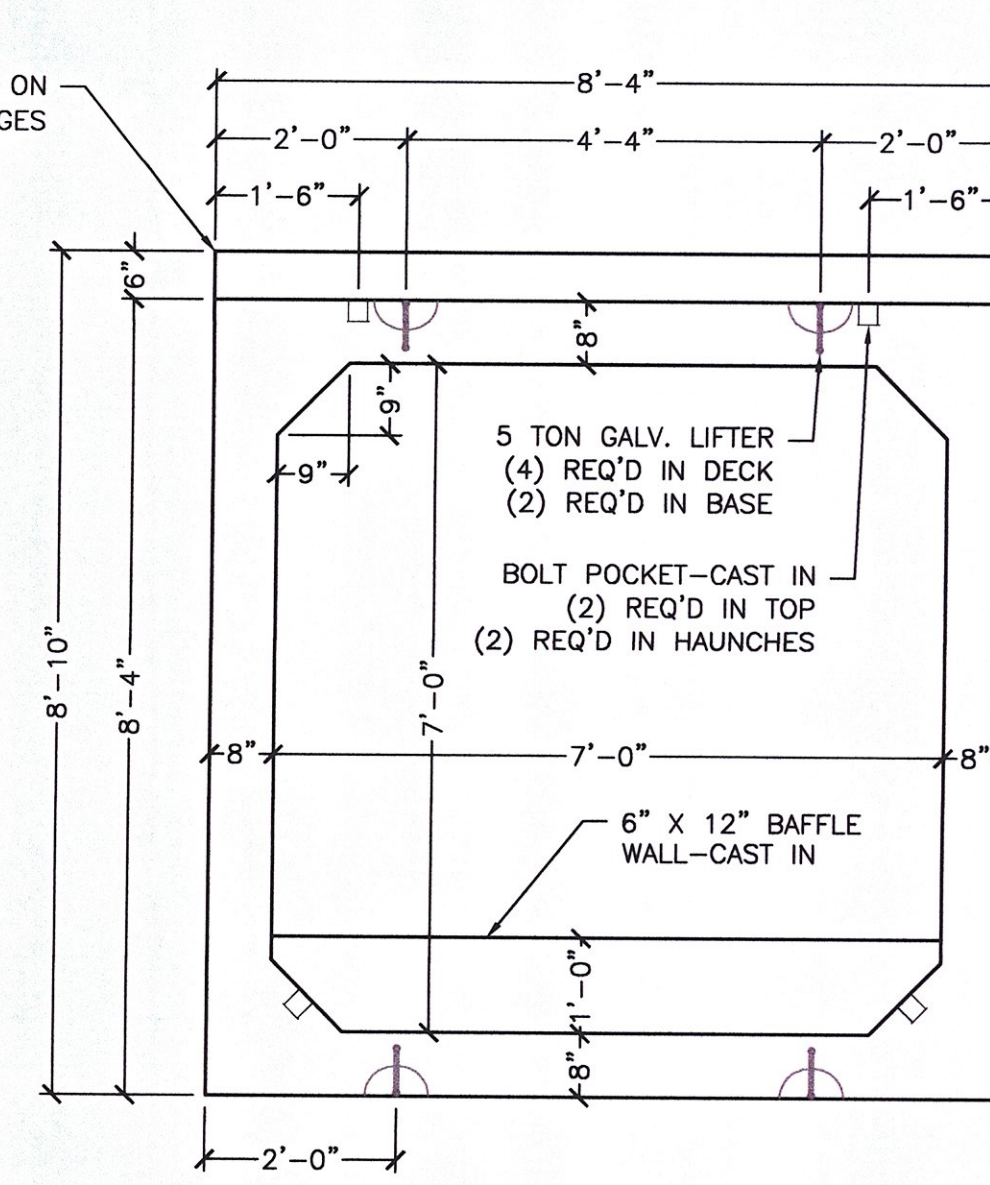 ON
GES
8'-4"
2'-0"
4'-4"
2'-0"
1'-6"
1'-6"
6"
8"
9"
9"
5 TON GALV. LIFTER
(4) REQ'D IN DECK
(2) REQ'D IN BASE
BOLT POCKET-CAST IN
(2) REQ'D IN TOP
(2) REQ'D IN HAUNCHES
8'-10"
8'-4"
7'-0"
8"
7'-0"
8"
6" X 12" BAFFLE
WALL-CAST IN
1'-0"
8"
2'-0"